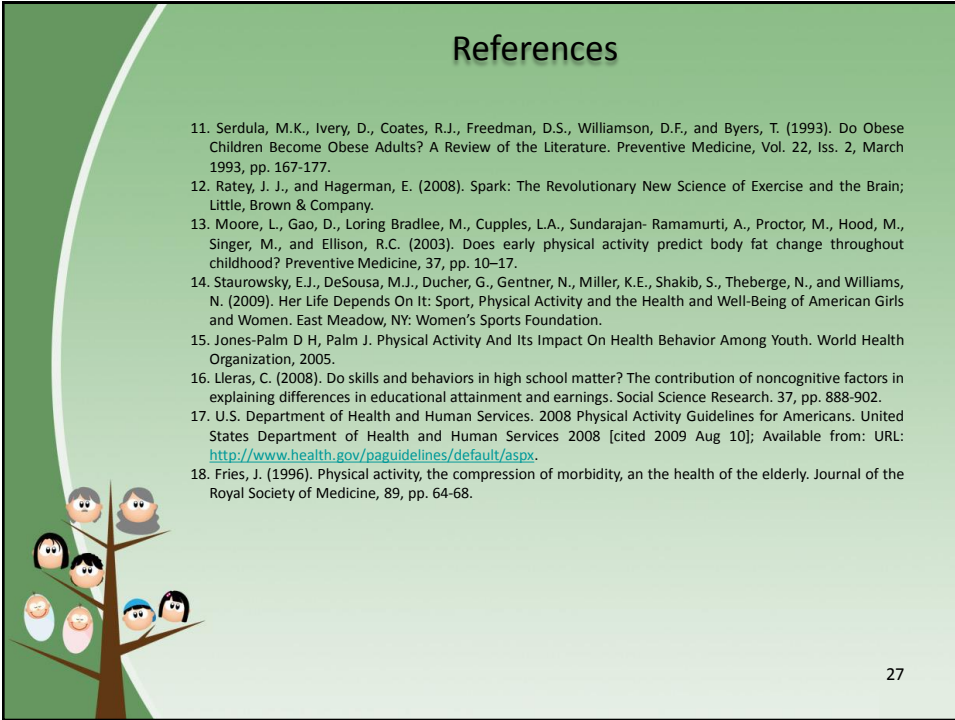 References
11. Serdula, M.K., Ivery, D., Coates, R.J., Freedman, D.S., Williamson, D.F., and Byers, T. (1993). Do Obese
Children Become Obese Adults? A Review of the Literature. Preventive Medicine, Vol. 22, Iss. 2, March
1993, pp. 167-177.
12. Ratey, J. J., and Hagerman, E. (2008). Spark: The Revolutionary New Science of Exercise and the Brain;
Little, Brown & Company.
13. Moore, L., Gao, D., Loring Bradlee, M., Cupples, L.A., Sundarajan- Ramamurti, A., Proctor, M., Hood, M.,
Singer, M., and Ellison, R.C. (2003). Does early physical activity predict body fat change throughout
childhood? Preventive Medicine, 37, pp. 10–17.
14. Staurowsky, E.J., DeSousa, M.J., Ducher, G., Gentner, N., Miller, K.E., Shakib, S., Theberge, N., and Williams,
N. (2009). Her Life Depends On It: Sport, Physical Activity and the Health and Well-Being of American Girls
and Women. East Meadow, NY: Women’s Sports Foundation.
15. Jones-Palm D H, Palm J. Physical Activity And Its Impact On Health Behavior Among Youth. World Health
Organization, 2005.
16. Lleras, C. (2008). Do skills and behaviors in high school matter? The contribution of noncognitive factors in
explaining differences in educational attainment and earnings. Social Science Research. 37, pp. 888-902.
17. U.S. Department of Health and Human Services. 2008 Physical Activity Guidelines for Americans. United
States Department of Health and Human Services 2008 [cited 2009 Aug 10]; Available from: URL:
http://www.health.gov/paguidelines/default/aspx.
18. Fries, J. (1996). Physical activity, the compression of morbidity, an the health of the elderly. Journal of the
Royal Society of Medicine, 89, pp. 64-68.
27